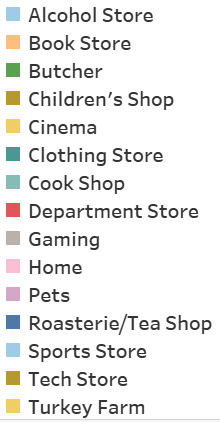 Alcohol Store
Book Store
Butcher
Children's Shop
Cinema
Clothing Store
Cook Shop
Department Store
Gaming
Home
Pets
Roasterie/Tea Shop
Sports Store
Tech Store
Turkey Farm